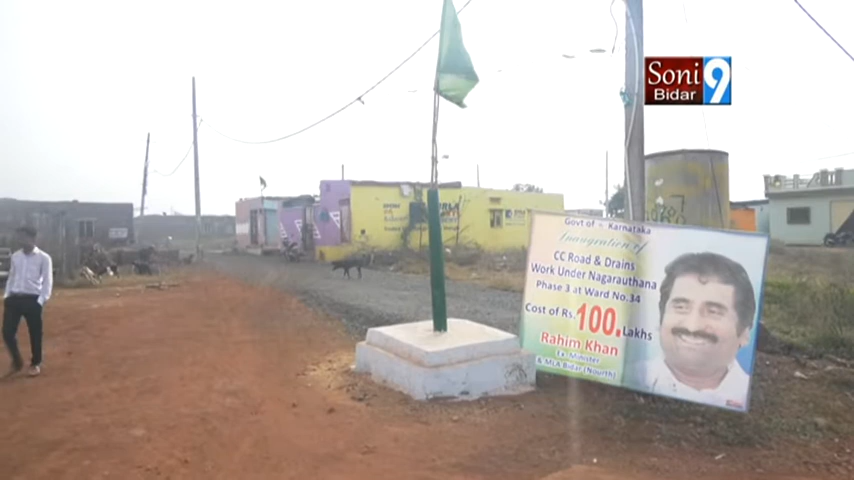 Soni 9
Bidar
Govt of Karnataka
Inauguration of
CC Road & Drains
Work Under Nagarauthana
Phase 3 at Ward No.34
Cost of Rs. 100. Lakhs
Rahim Khan
Ex. Minister
& MLA Bidar (Nourth)